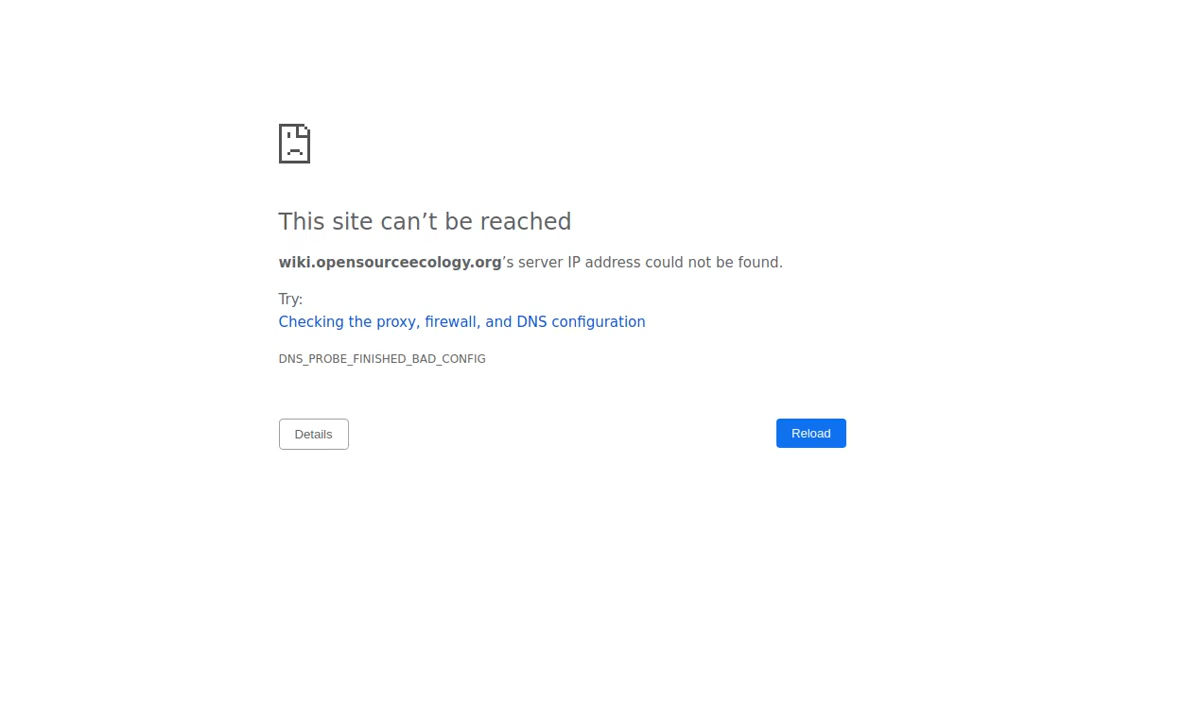 This site can’t be reached
wiki.opensourceecology.org’s server IP address could not be found.
Try:
Checking the proxy, firewall, and DNS configuration
DNS_PROBE_FINISHED_BAD_CONFIG
Details
Reload